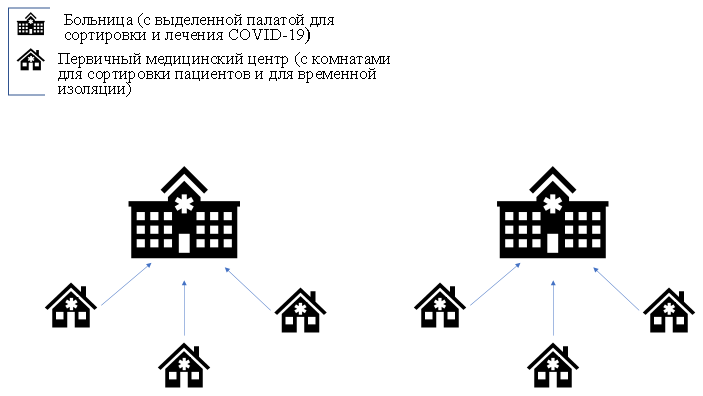 Больница (с выделенной палатой для
сортировки и лечения COVID-19)
Первичный медицинский центр (с комнатами
для сортировки пациентов и для временной
изоляции)